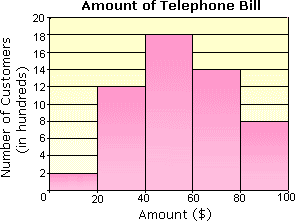 Amount of Telephone Bill
Number of Customers
(in hundreds)
20
18
16
14
12
10
8
6
4
2
0
0 20 40 60 80 100
Amount ($)